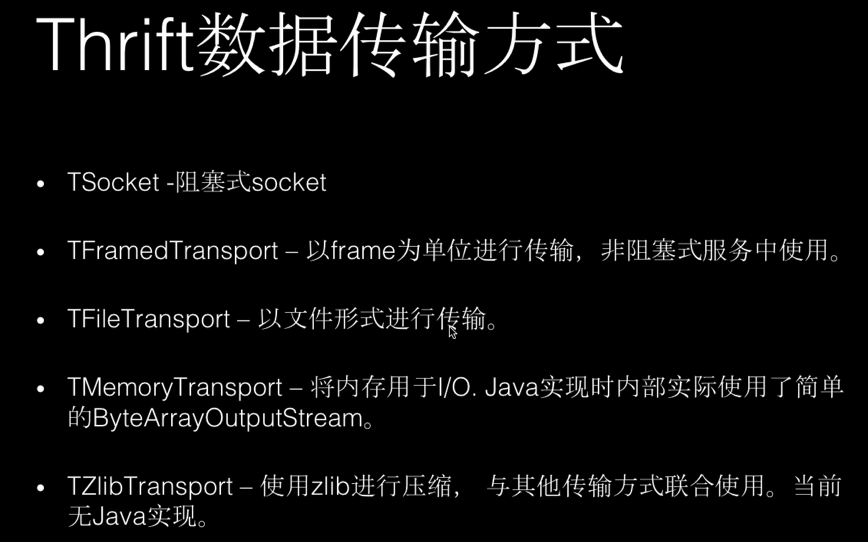 Thrift数据传输方式
• TSocket -阻塞式socket
• TFramedTransport – 以frame为单位进行传输，非阻塞式服务中使用。
• TFileTransport – 以文件形式进行传输。
• TMemoryTransport – 将内存用于I/O. Java实现时内部实际使用了简单
的ByteArrayOutputStream。
• TZlibTransport – 使用zlib进行压缩， 与其他传输方式联合使用。当前
无Java实现。